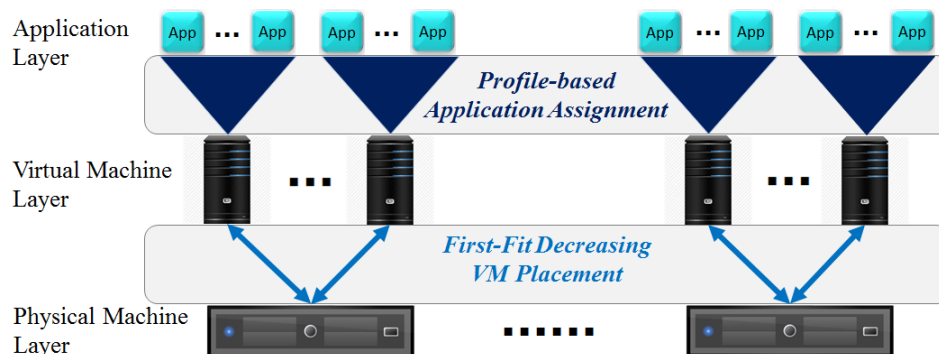 Application
Layer
App ... App App ... App App ... App App ... App
Profile-based
Application Assignment
Virtual Machine
Layer
... ...
First-Fit Decreasing
VM Placement
Physical Machine
Layer
......